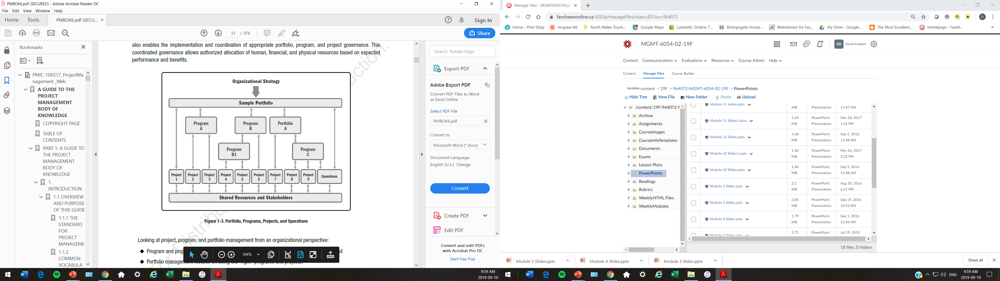 PMBOK6.pdf (SECURED) - Adobe Acrobat Reader DC
File Edit View Window Help
Home Tools PMBOK6.pdf (SECU... ×
Sign In
51 / 978
Share
Bookmarks
PMIC-106537_ProjectMa
nagement _Web
A GUIDE TO THE
PROJECT
MANAGEMENT
BODY OF
KNOWLEDGE
COPYRIGHT PAGE
TABLE OF
CONTENTS
PART 1: A GUIDE TO
THE PROJECT
MANAGEMENT
BODY OF
KNOWLEDGE
1.
INTRODUCTION
1.1 OVERVIEW
AND PURPOSE
OF THIS GUIDE
1.1.1 THE
STANDARD
FOR
PROJECT
MANAGEME
1.1.2
COMMON
VOCABULA
also enables the implementation and coordination of appropriate portfolio, program, and project governance. This
coordinated governance allows authorized allocation of human, financial, and physical resources based on expected
performance and benefits.
Organizational Strategy
Sample Portfolio
Program
A
Program
B
Portfolio
A
Program
B1
Program
C
Project
1
Project
2
Project
3
Project
4
Project
5
Project
6
Project
7
Project
8
Project
9
Operations
Shared Resources and Stakeholders
Figure 1-3. Portfolio, Programs, Projects, and Operations
Looking at project, program, and portfolio management from an organizational perspective:
◆ Program and proj
◆ Portfolio management
104%
Search 'Rotate Page'
Export PDF
Adobe Export PDF
Convert PDF Files to Word
or Excel Online
Select PDF File
PMBOK6.pdf
Convert to
Microsoft Word (*.docx)
Document Language:
English (U.S.) Change
Convert
Create PDF
Edit PDF
Convert and edit PDFs
with Acrobat Pro DC
Start Free Trial
9:59 AM
2019-09-19
Manage Files - MGMT6054 Proje
fanshaweonline.ca/d2l/lp/manageFiles/main.d2l?ou=964072
D
Home - Print Shop mcgraw hill North Wales Touris... Google Maps Lambeth, Ontario 7... Bishopsgate House... WebAdvisor for Fac... My Drive - Google... The Most Excellent... Homepage - Fansh... »
MGMT-6054-02-19F
DS David Sumpton
Content Communications Evaluations Resources Course Admin Help
Content Manage Files Course Builder
Location: content 19F 964072-MGMT-6054-02-19F PowerPoints
Hide Tree New File New Folder Paste Upload
/content/19F/964072-M
Archive
Assignments
CourseImages
CourseInfoTemplates
Documents
Exams
Lesson Plans
PowerPoints
Readings
Rubrics
WeeklyHTML Files
WeeklyModules
Module 11 Slides.pptx MB Presentation 11:47 AM
Module 11 Slides1.pptx 1.69 MB PowerPoint Presentation Mar 20, 2017 1:22 PM
Module 12 Slides.pptx 1.68 MB PowerPoint Presentation Sep 5, 2016 11:48 AM
Module 12 Slides1.pptx 1.44 MB PowerPoint Presentation Mar 26, 2017 5:32 PM
Module 13 Slides.pptx 1.44 MB PowerPoint Presentation Sep 5, 2016 11:48 AM
Module 2 Slides.pptx 2.2 MB PowerPoint Presentation Aug 10, 2016 6:21 PM
Module 3 Slides.pptx 3.85 MB PowerPoint Presentation Sep 19, 2016 10:53 AM
Module 4 Slides.pptx 1.79 MB PowerPoint Presentation Sep 5, 2016 11:46 AM
Module 5 Slides.pptx 1.71 PowerPoint Jul 19, 2019
18 files, 0 folders
Module 5 Slides.pptx Module 4 Slides.pptx Module 3 Slides.pptx Show all
ENG
9:59 AM
2019-09-19